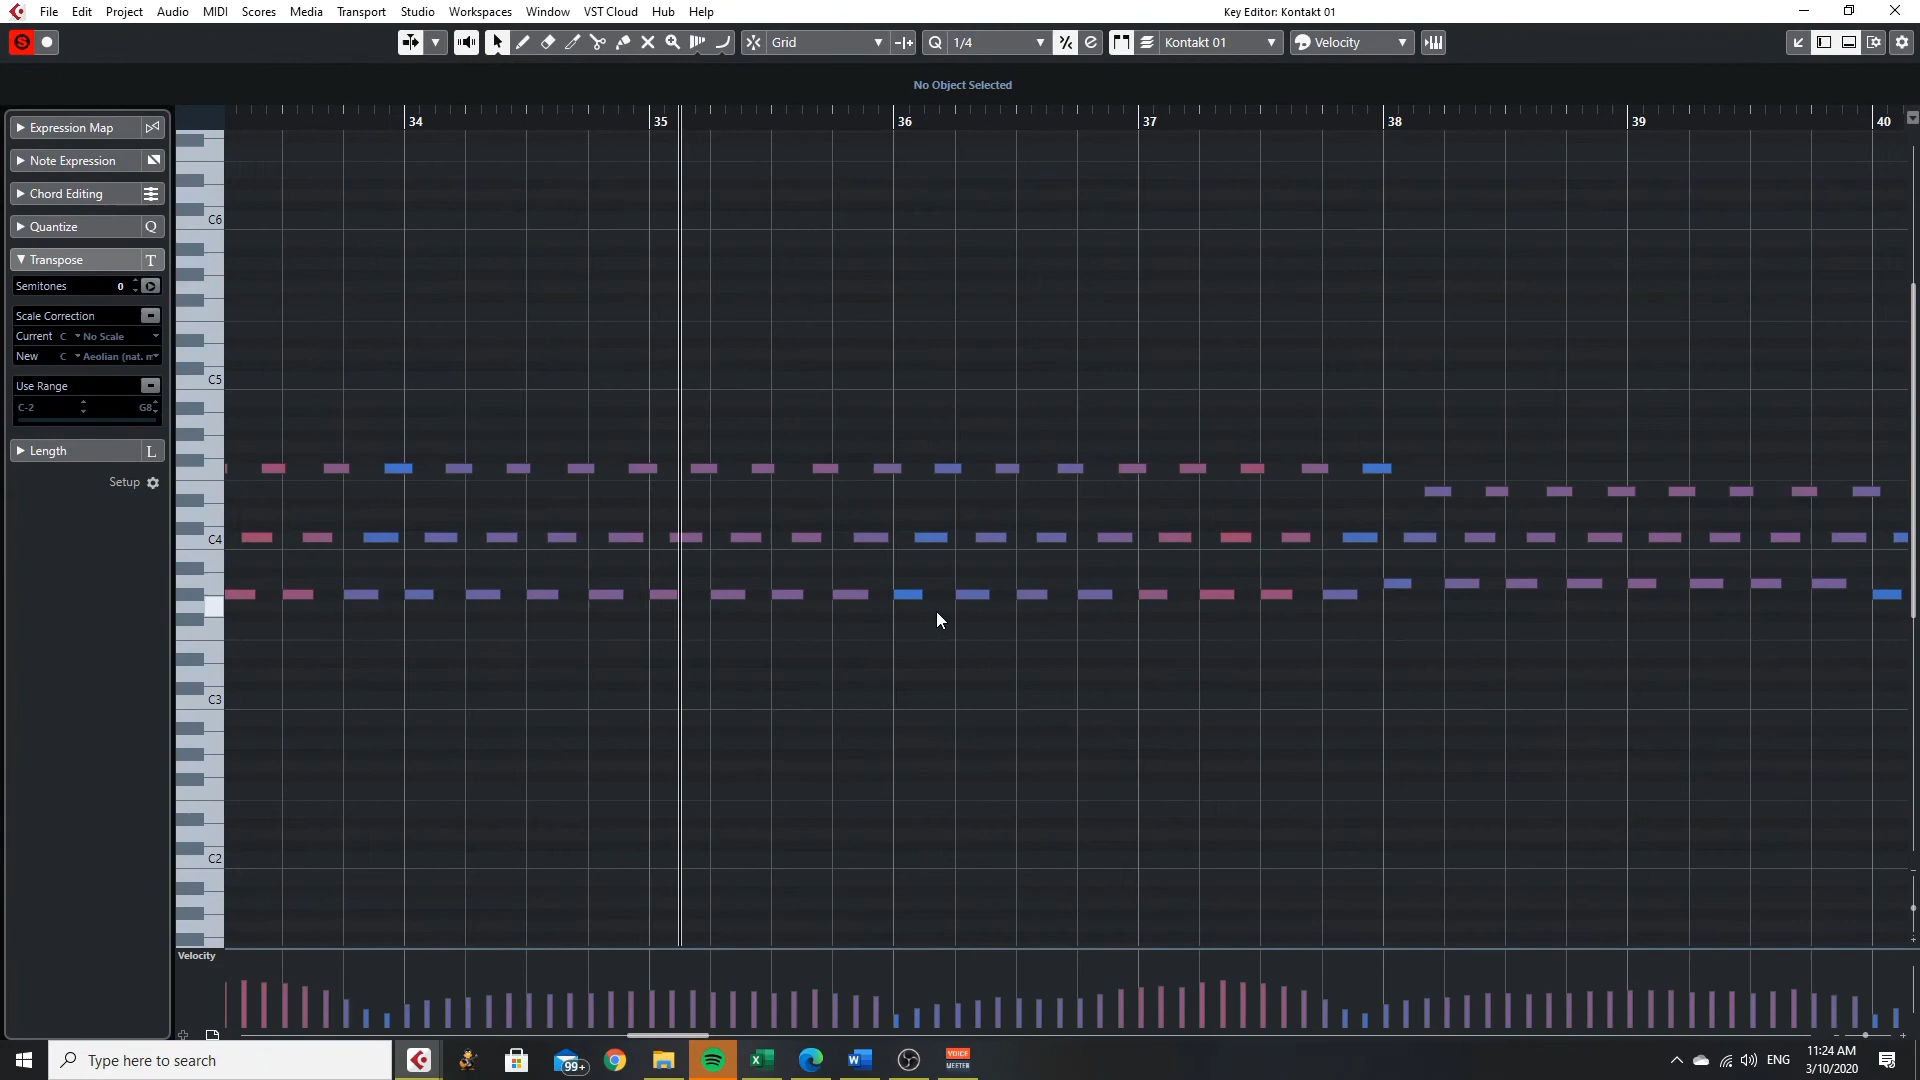 File Edit Project Audio MIDI Scores Media Transport Studio Workspaces Window VST Cloud Hub Help Key Editor: Kontakt 01
Grid Q 1/4 Kontakt 01 Velocity
No Object Selected
34 35 36 37 38 39 40
Expression Map
Note Expression
Chord Editing
Quantize Q
Transpose T
Semitones 0
Scale Correction
Current C No Scale
New C Aeolian (nat. m
Use Range
C-2 G8
Length L
Setup
C6
C5
C4
C3
C2
Velocity
Type here to search
99+
VOICE MEETER
ENG
11:24 AM
3/10/2020